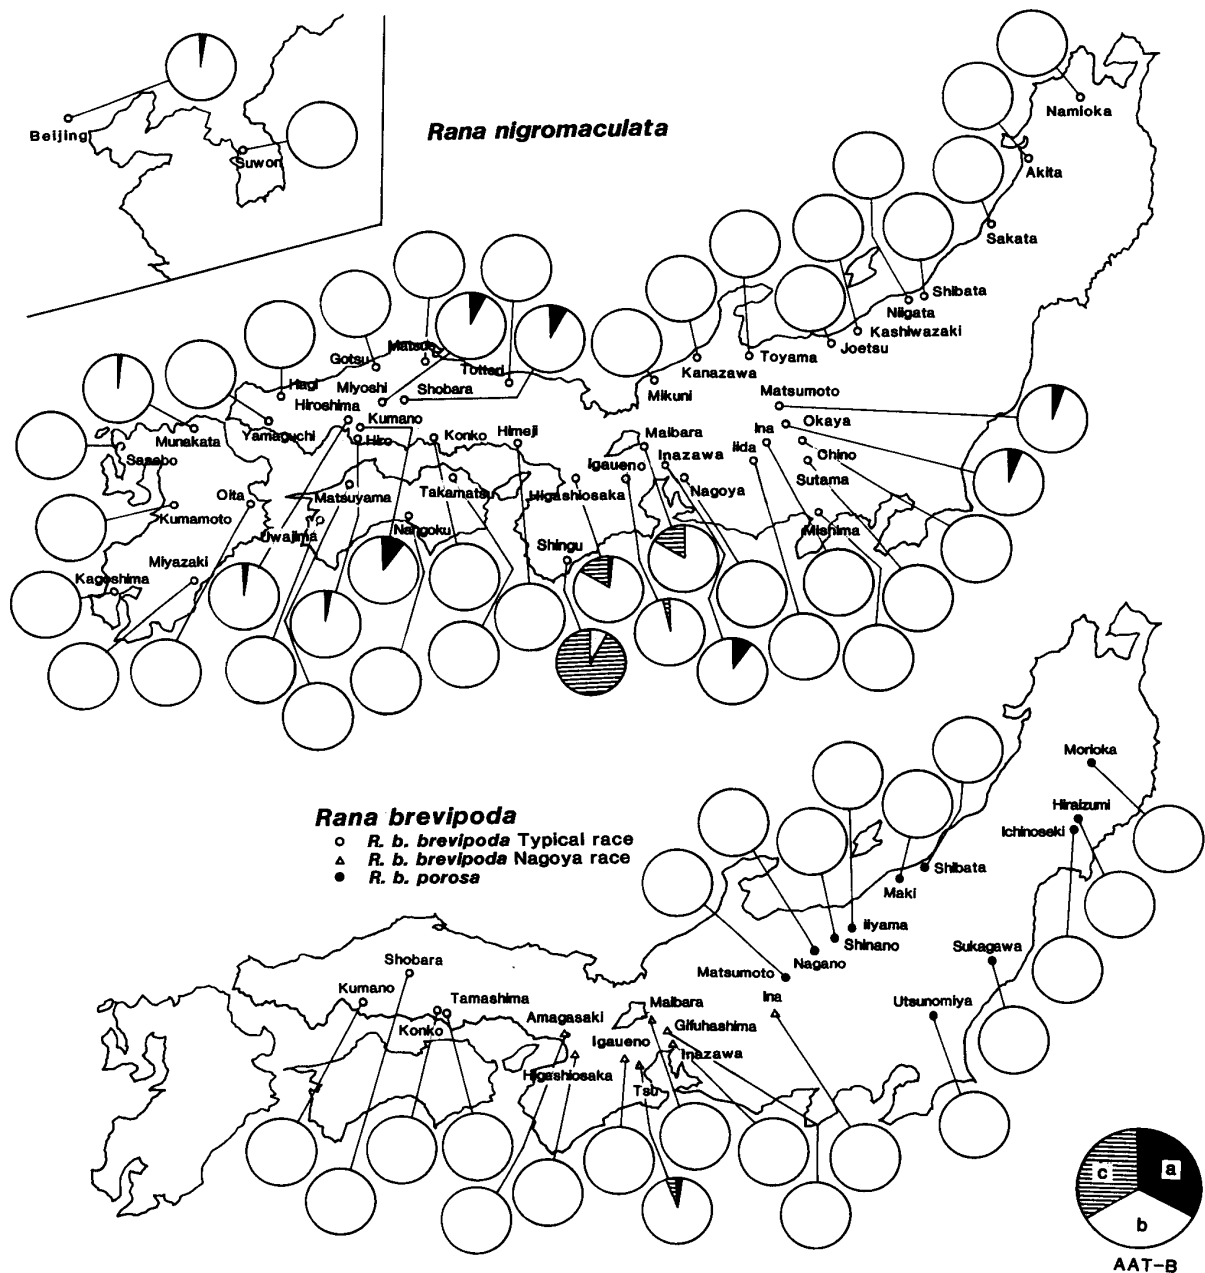 Beijing
Suwon
Rana nigromaculata
Namioka
Akita
Sakata
Shibata
Niigata
Kashiwazaki
Joetsu
Toyama
Kanazawa
Mikuni
Gotsu
Tottori
Hagi
Miyoshi
Shobara
Matsumoto
Hiroshima
Kumano
Okaya
Yamaguchi
Munakata
Hiro
Konko
Himeji
Maibara
Ina
Iida
Chino
Sasebo
Inazawa
Igaueno
Sutama
Nagoya
Oita
Matsuyama
Takamatsu
Higashiosaka
Kumamoto
Uwajima
Nangoku
Mishima
Shingu
Miyazaki
Kagoshima
Rana brevipoda
R. b. brevipoda Typical race
R. b. brevipoda Nagoya race
R. b. porosa
Morioka
Hiraizumi
Ichinoseki
Shibata
Maki
Iiyama
Shinano
Nagano
Matsumoto
Sukagawa
Utsunomiya
Shobara
Kumano
Tamashima
Konko
Amagasaki
Maibara
Ina
Gifuhashima
Igaueno
Inazawa
Higashiosaka
Tsu
c
a
b
AAT-B